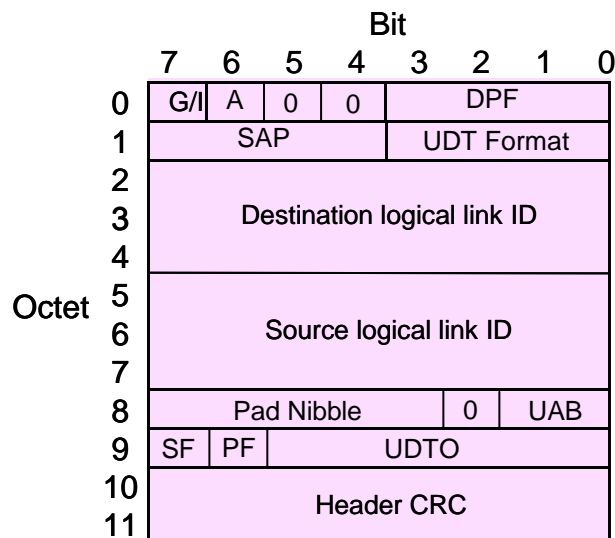 Bit
7 6 5 4 3 2 1 0
0 G/I A 0 0 DPF
1 SAP UDT Format
2
3 Destination logical link ID
4
5
Octet 6 Source logical link ID
7
8 Pad Nibble 0 UAB
9 SF PF UDTO
10
Header CRC
11